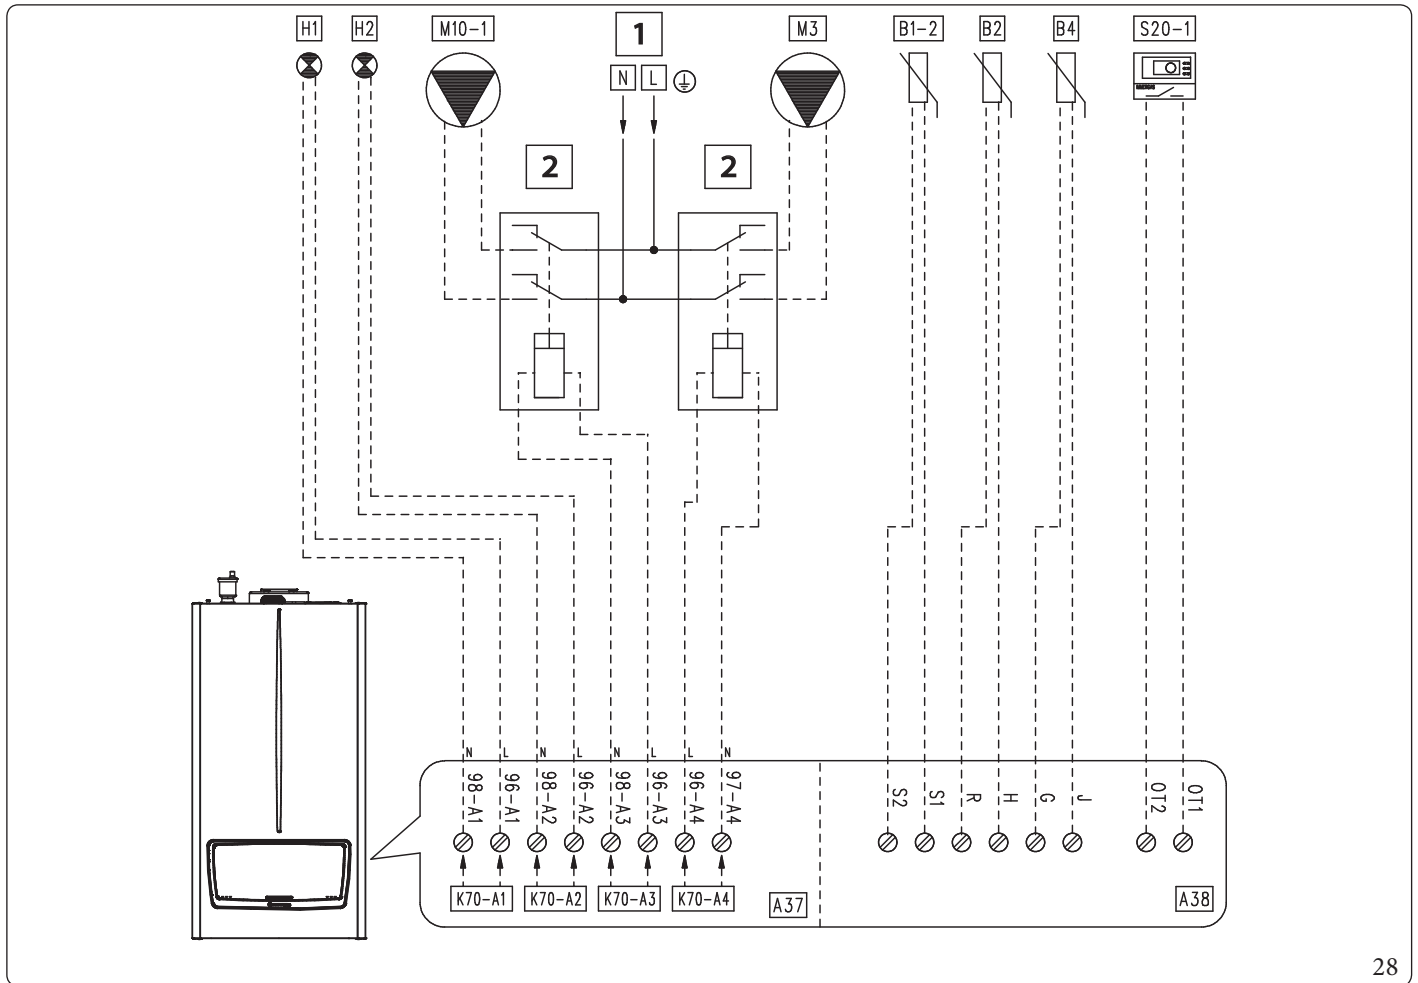 H1
H2
M10-1
1
M3
B1-2
B2
B4
S20-1
N
L
2
2
N
L
N
L
N
L
L
N
98-A1
96-A1
98-A2
96-A2
98-A3
96-A3
96-A4
97-A4
S2
S1
R
H
G
J
OT2
OT1
K70-A1
K70-A2
K70-A3
K70-A4
A37
A38
28